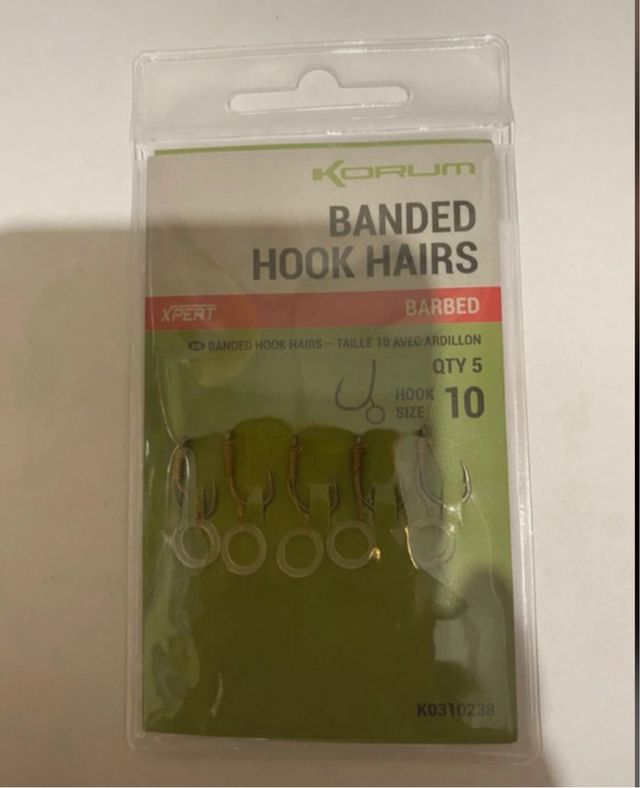 KORUM
BANDED
HOOK HAIRS
XPERT BARBED
FR BANDED HOOK HAIRS – TAILLE 10 AVEC ARDILLON
QTY 5
HOOK SIZE 10
K0310238